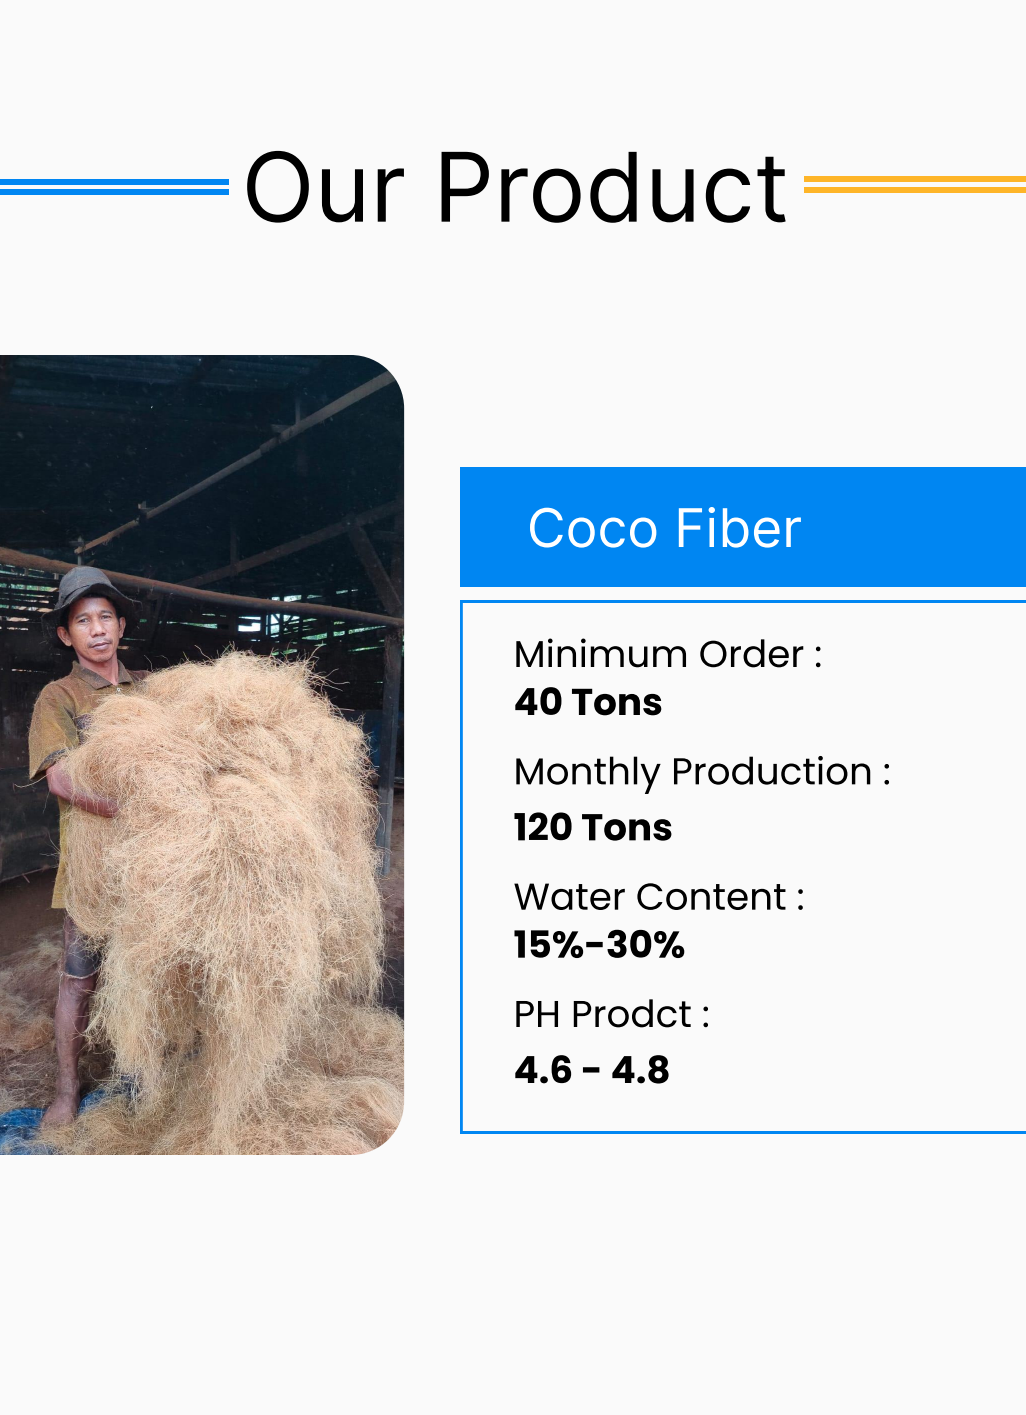 Our Product
Coco Fiber
Minimum Order :
40 Tons
Monthly Production :
120 Tons
Water Content :
15%-30%
PH Prodct :
4.6 - 4.8